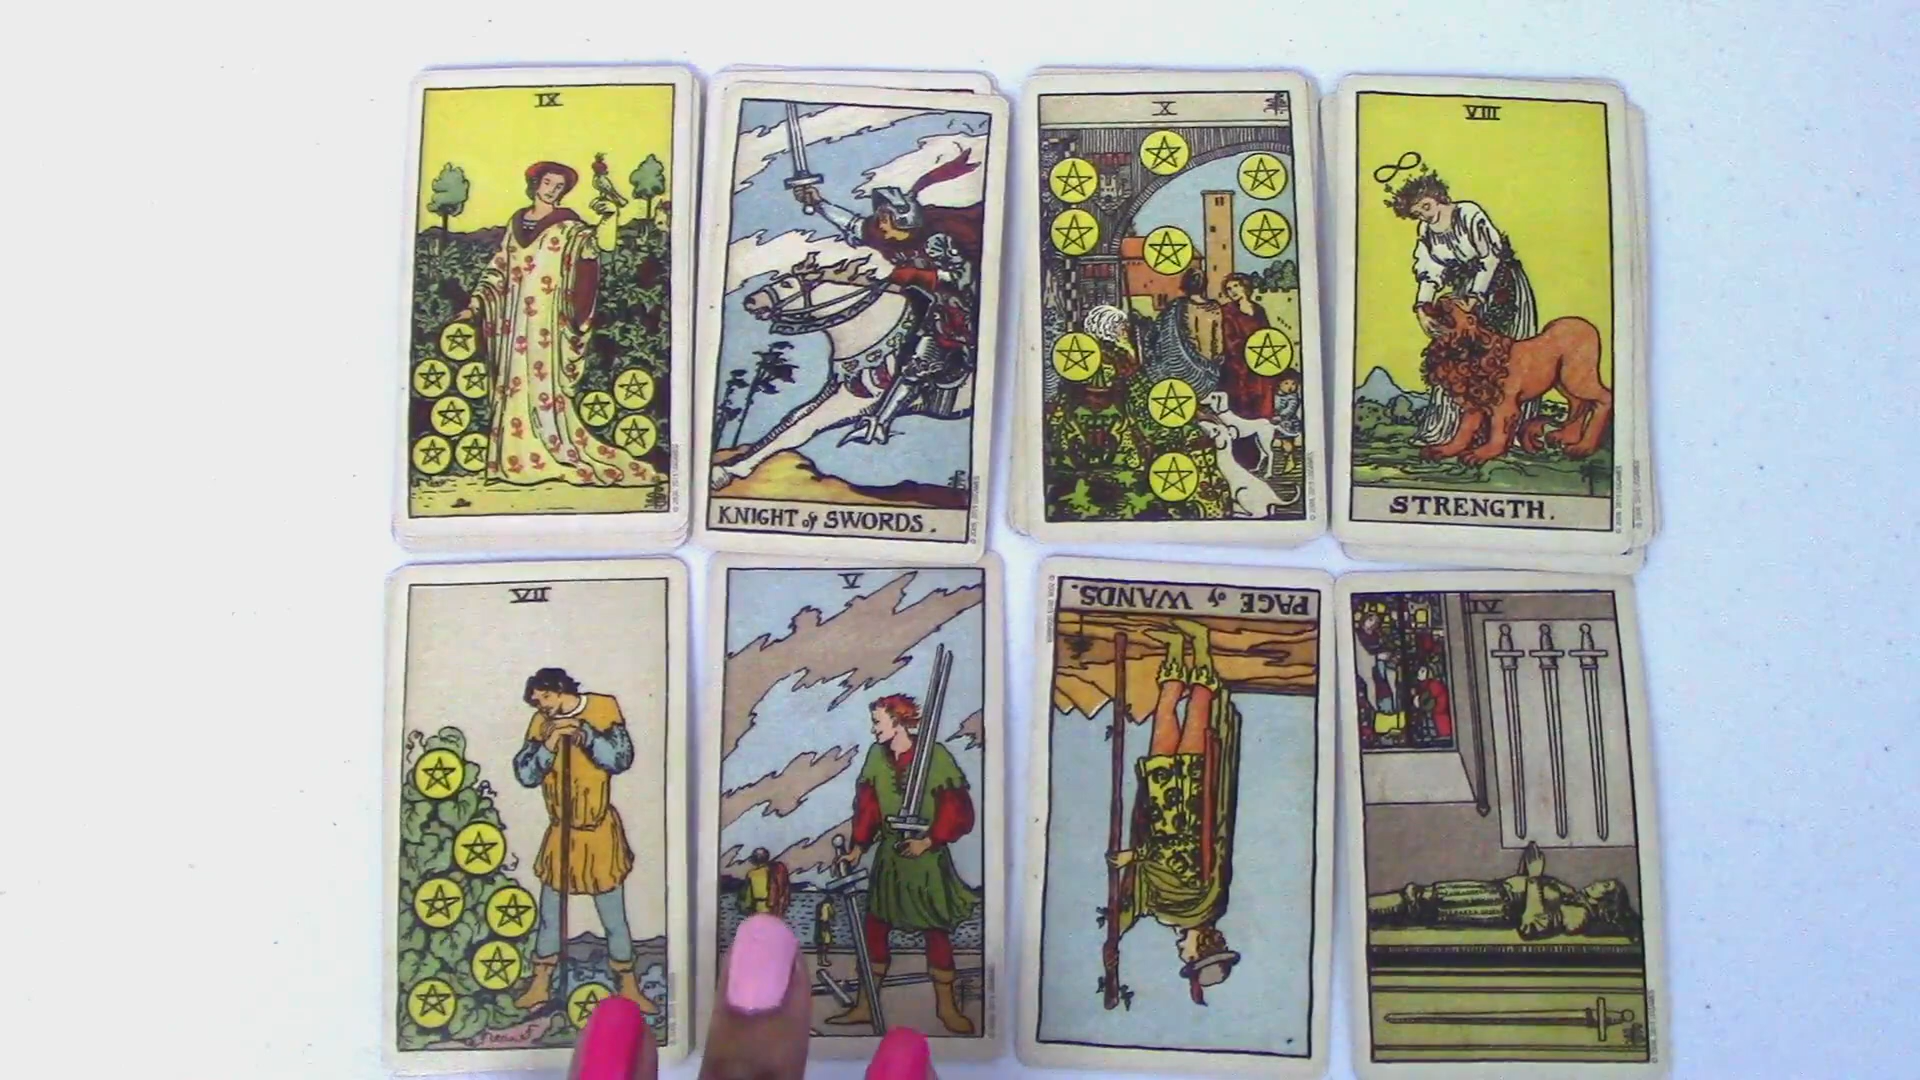 IX
KNIGHT of SWORDS.
X
VIII
STRENGTH.
VII
V
PAGE of WANDS.
IV